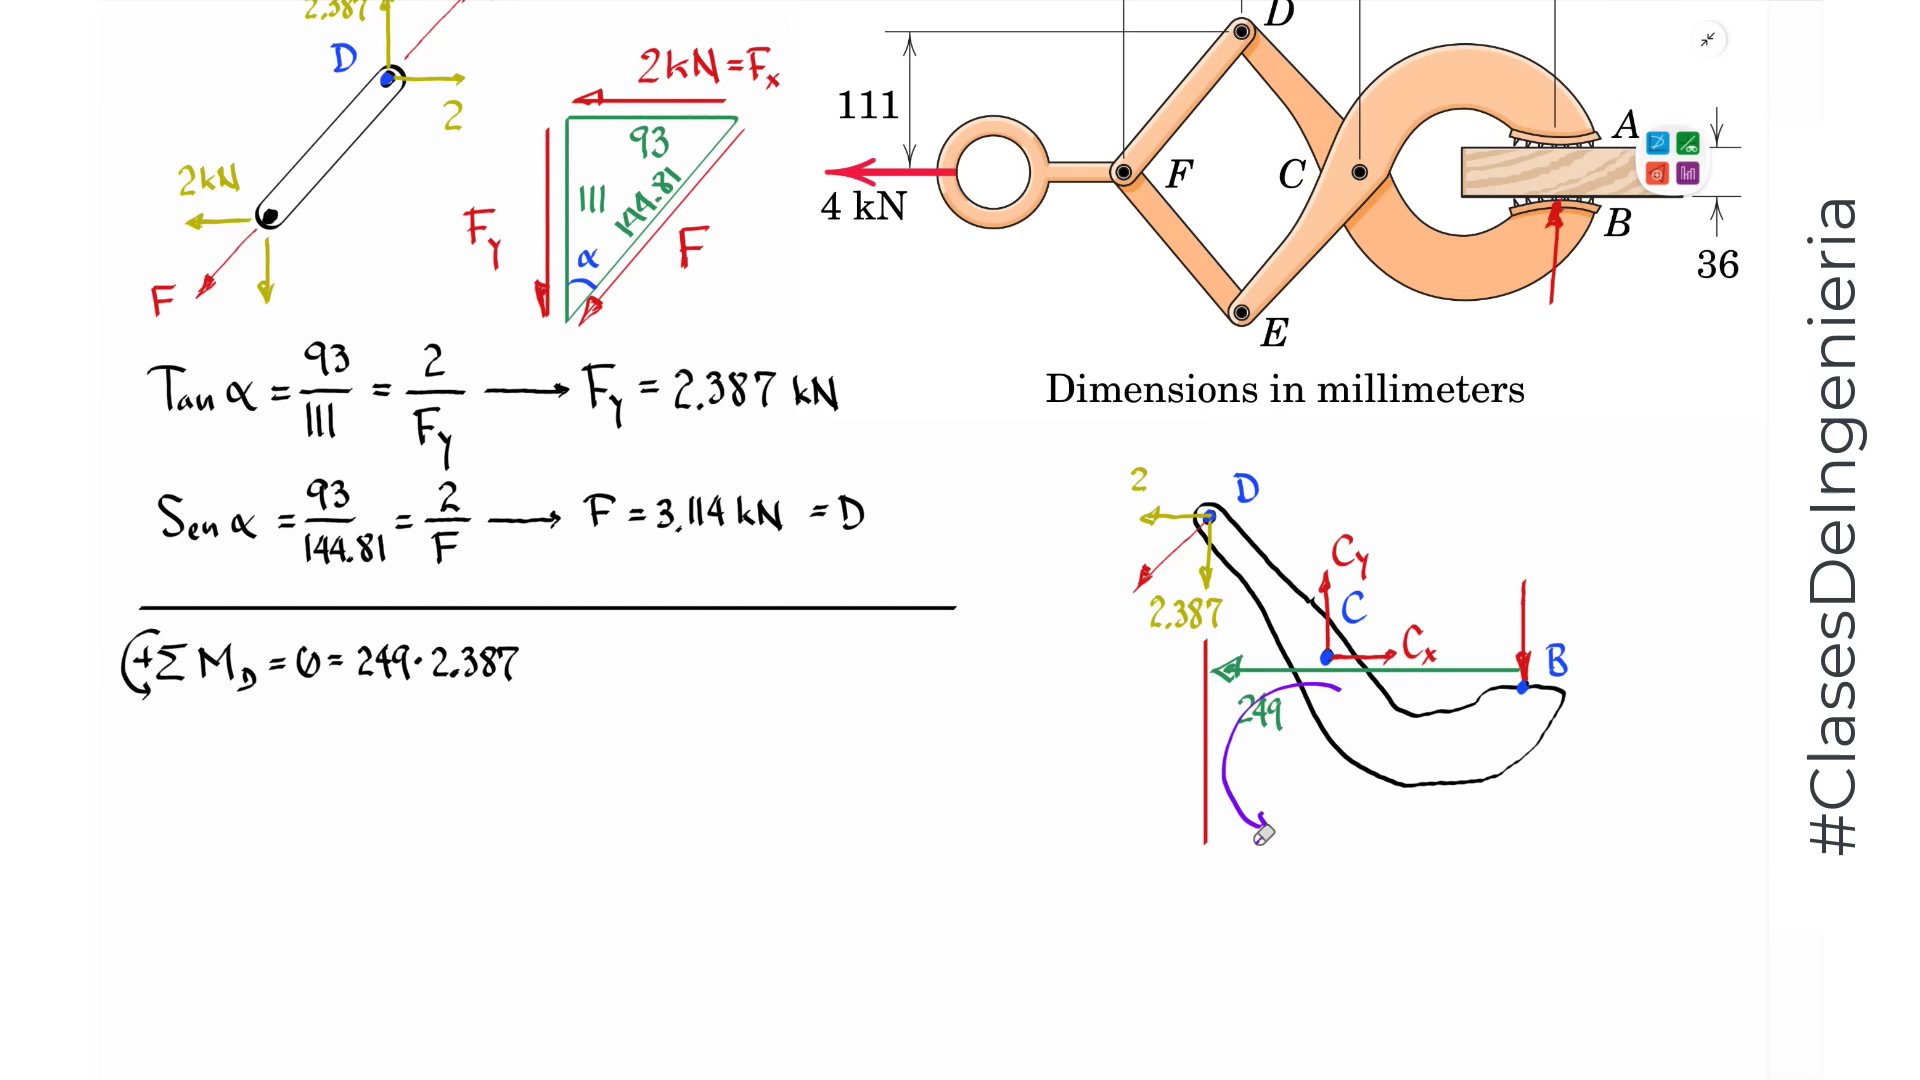 2.387
D
2
2kN
F
2kN=Fx
93
111
144.81
α
Fy
F
Tan α = 93/111 = 2/Fy → Fy = 2.387 kN
Sen α = 93/144.81 = 2/F → F = 3.114 kN = D
+ΣM_D = 0 = 249·2.387
D
111
A
F
C
4 kN
B
36
E
Dimensions in millimeters
2
D
Cy
C
2.387
Cx
B
249
#ClasesDeIngenieria